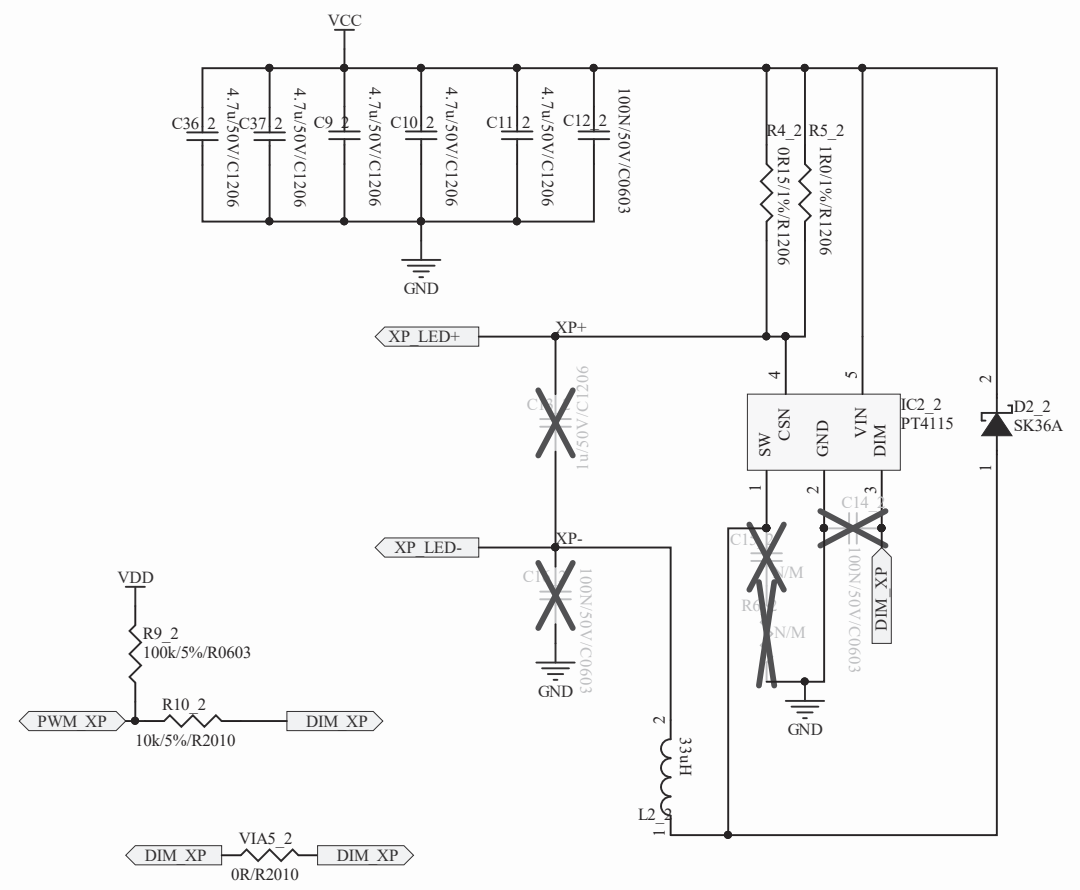 VCC
C36_2
4.7u/50V/C1206
C37_2
4.7u/50V/C1206
C9_2
4.7u/50V/C1206
C10_2
4.7u/50V/C1206
C11_2
4.7u/50V/C1206
C12_2
100N/50V/C0603
GND
R4_2
0R15/1%/R1206
R5_2
1R0/1%/R1206
XP_LED+
XP+
4
5
2
1u/50V/C1206
IC2_2
PT4115
SW
CSN
GND
VIN
DIM
D2_2
SK36A
1
1
2
3
C14_2
100N/50V/C0603
XP_LED-
XP-
100N/50V/C0603
GND
N/M
N/M
DIM_XP
GND
VDD
R9_2
100k/5%/R0603
PWM_XP
R10_2
10k/5%/R2010
DIM_XP
2
33uH
L2_2
1
VIA5_2
DIM_XP
0R/R2010
DIM_XP